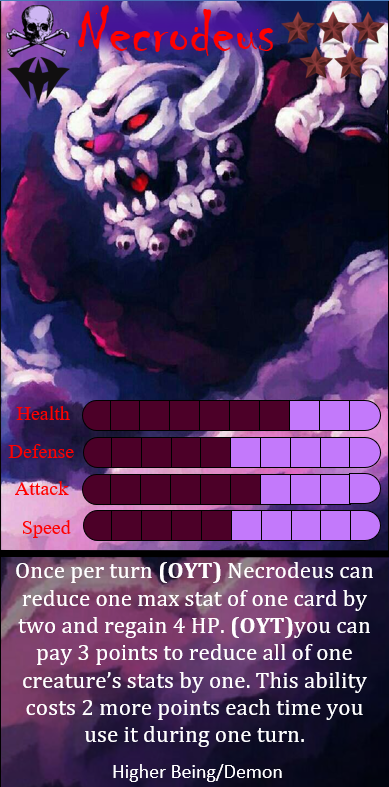 Necrodeus
Health
Defense
Attack
Speed
Once per turn (OYT) Necrodeus can
reduce one max stat of one card by
two and regain 4 HP. (OYT)you can
pay 3 points to reduce all of one
creature’s stats by one. This ability
costs 2 more points each time you
use it during one turn.
Higher Being/Demon